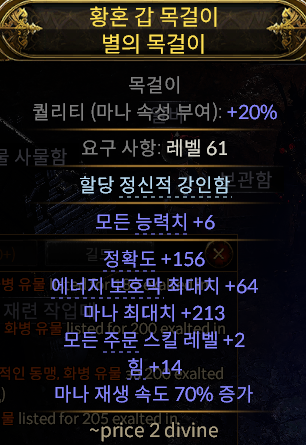 황혼 갑 목걸이
별의 목걸이
목걸이
퀄리티 (마나 속성 부여): +20%
요구 사항: 레벨 61
할당 정신적 강인함
모든 능력치 +6
정확도 +156
에너지 보호막 최대치 +64
마나 최대치 +213
모든 주문 스킬 레벨 +2
힘 +14
마나 재생 속도 70% 증가
~price 2 divine